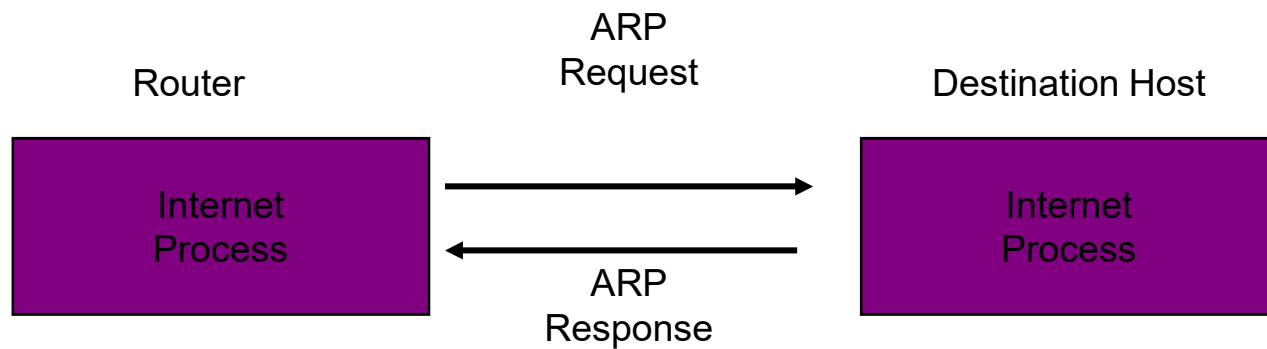 ARP
Request
Router
Destination Host
Internet
Process
Internet
Process
ARP
Response